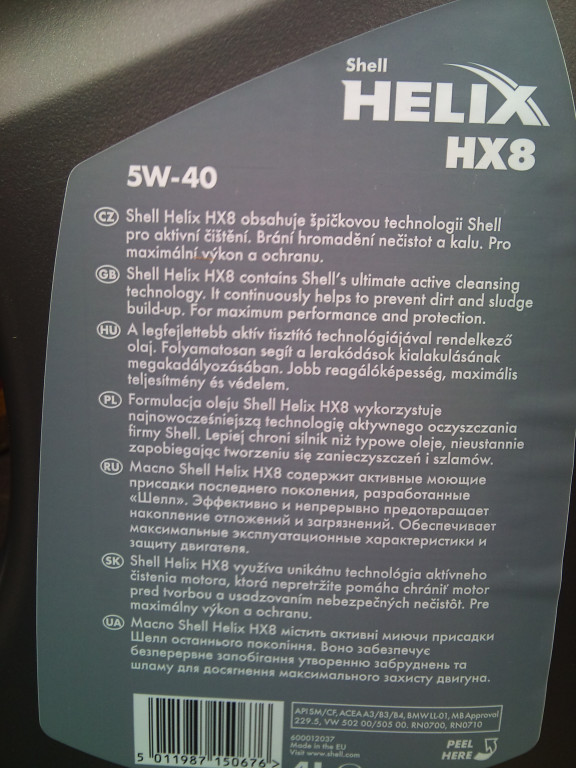 Shell
HELIX
HX8
5W-40
CZ Shell Helix HX8 obsahuje špičkovou technologii Shell
pro aktivní čištění. Brání hromadění nečistot a kalu. Pro
maximální výkon a ochranu.
GB Shell Helix HX8 contains Shell's ultimate active cleansing
technology. It continuously helps to prevent dirt and sludge
build-up. For maximum performance and protection.
HU A legfejlettebb aktív tisztító technológiájával rendelkező
olaj. Folyamatosan segít a lerakódások kialakulásának
megakadályozásában. Jobb reagálóképesség, maximális
teljesítmény és védelem.
PL Formulacja oleju Shell Helix HX8 wykorzystuje
najnowocześniejszą technologię aktywnego oczyszczania
firmy Shell. Lepiej chroni silnik niż typowe oleje, nieustannie
zapobiegając tworzeniu się zanieczyszczeń i szlamów.
RU Масло Shell Helix HX8 содержит активные моющие
присадки последнего поколения, разработанные
«Шелл». Эффективно и непрерывно предотвращает
накопление отложений и загрязнений. Обеспечивает
максимальные эксплуатационные характеристики и
защиту двигателя.
SK Shell Helix HX8 využíva unikátnu technológia aktívneho
čistenia motora, ktorá nepretržite pomáha chrániť motor
pred tvorbou a usadzovaním nebezpečných nečistôt. Pre
maximálny výkon a ochranu.
UA Масло Shell Helix HX8 містить активні миючи присадки
Шелл останнього покоління. Воно забезпечує
безперервне запобігання утворенню забруднень та
шламу для досягнення максимального захисту двигуна.
API SM/CF, ACEA A3/B3/B4, BMW LL-01, MB Approval
229.5, VW 502 00/505 00. RN0700, RN0710
600012037
Made in the EU
Visit www.shell.com
PEEL
HERE
5 011987 150676
4L